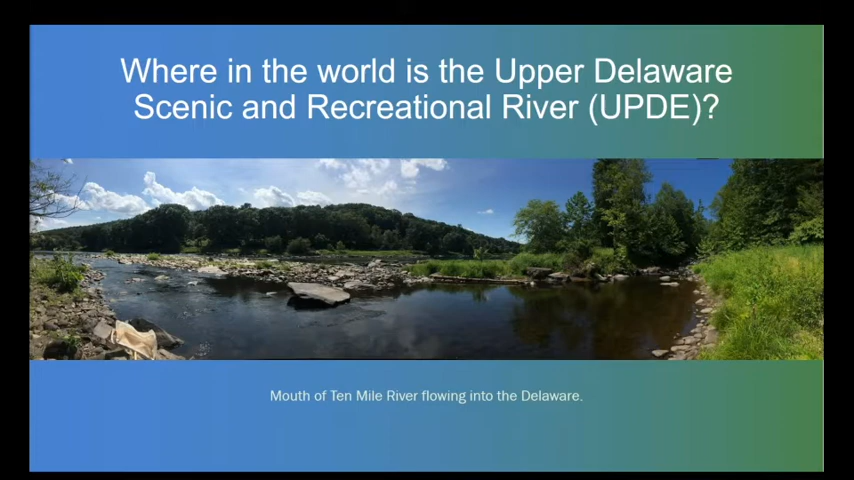 Where in the world is the Upper Delaware
Scenic and Recreational River (UPDE)?
Mouth of Ten Mile River flowing into the Delaware.